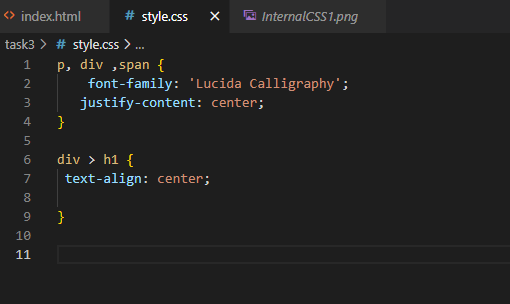 index.html # style.css × InternalCSS1.png
task3 > # style.css > ...
1 p, div ,span {
2 font-family: 'Lucida Calligraphy';
3 justify-content: center;
4 }
5
6 div > h1 {
7 text-align: center;
8
9 }
10
11